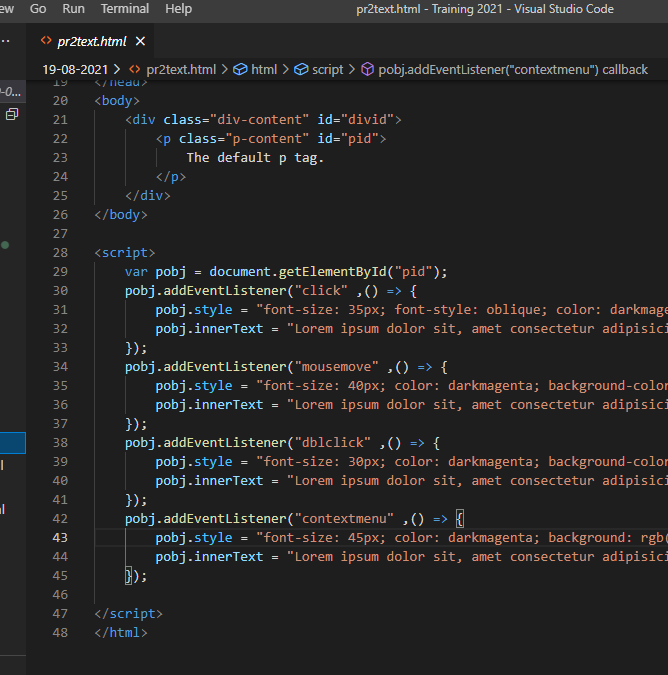 ew Go Run Terminal Help pr2text.html - Training 2021 - Visual Studio Code
<> pr2text.html ×
19-08-2021 > <> pr2text.html > html > script > pobj.addEventListener("contextmenu") callback
19 </head>
20 <body>
21 <div class="div-content" id="divid">
22 <p class="p-content" id="pid">
23 The default p tag.
24 </p>
25 </div>
26 </body>
27
28 <script>
29 var pobj = document.getElementById("pid");
30 pobj.addEventListener("click" ,() => {
31 pobj.style = "font-size: 35px; font-style: oblique; color: darkmage
32 pobj.innerText = "Lorem ipsum dolor sit, amet consectetur adipisici
33 });
34 pobj.addEventListener("mousemove" ,() => {
35 pobj.style = "font-size: 40px; color: darkmagenta; background-color
36 pobj.innerText = "Lorem ipsum dolor sit, amet consectetur adipisici
37 });
38 pobj.addEventListener("dblclick" ,() => {
39 pobj.style = "font-size: 30px; color: darkmagenta; background-color
40 pobj.innerText = "Lorem ipsum dolor sit, amet consectetur adipisici
41 });
42 pobj.addEventListener("contextmenu" ,() => {
43 pobj.style = "font-size: 45px; color: darkmagenta; background: rgb(
44 pobj.innerText = "Lorem ipsum dolor sit, amet consectetur adipisici
45 });
46
47 </script>
48 </html>